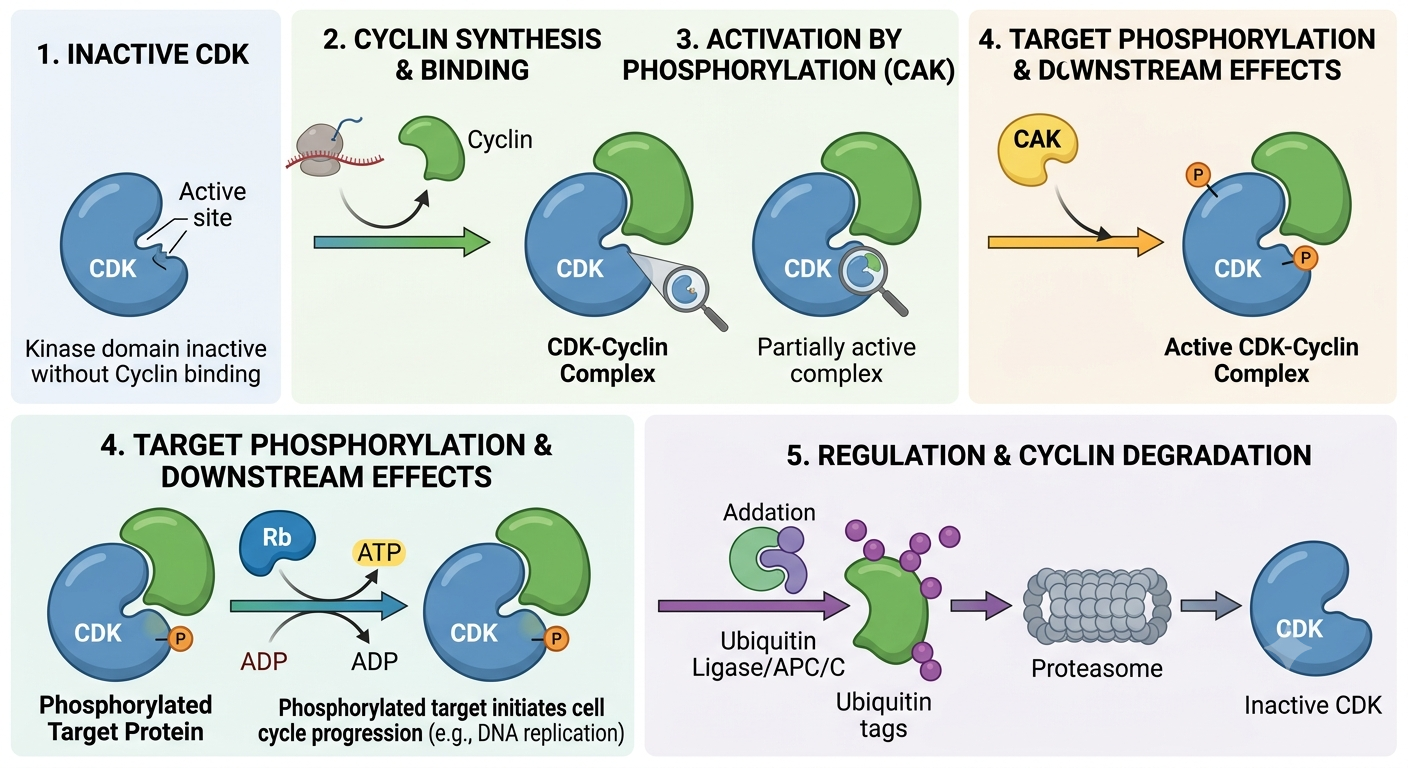 1. INACTIVE CDK
Active
site
CDK
Kinase domain inactive
without Cyclin binding
2. CYCLIN SYNTHESIS
& BINDING
Cyclin
CDK
CDK-Cyclin
Complex
3. ACTIVATION BY
PHOSPHORYLATION (CAK)
CDK
Partially active
complex
4. TARGET PHOSPHORYLATION
& DOWNSTREAM EFFECTS
CAK
P
CDK
P
Active CDK-Cyclin
Complex
4. TARGET PHOSPHORYLATION &
DOWNSTREAM EFFECTS
CDK
P
Phosphorylated
Target Protein
Rb
ATP
ADP
ADP
CDK
P
Phosphorylated target initiates cell
cycle progression (e.g., DNA replication)
5. REGULATION & CYCLIN DEGRADATION
Addation
Ubiquitin
Ligase/APC/C
Ubiquitin
tags
Proteasome
CDK
Inactive CDK